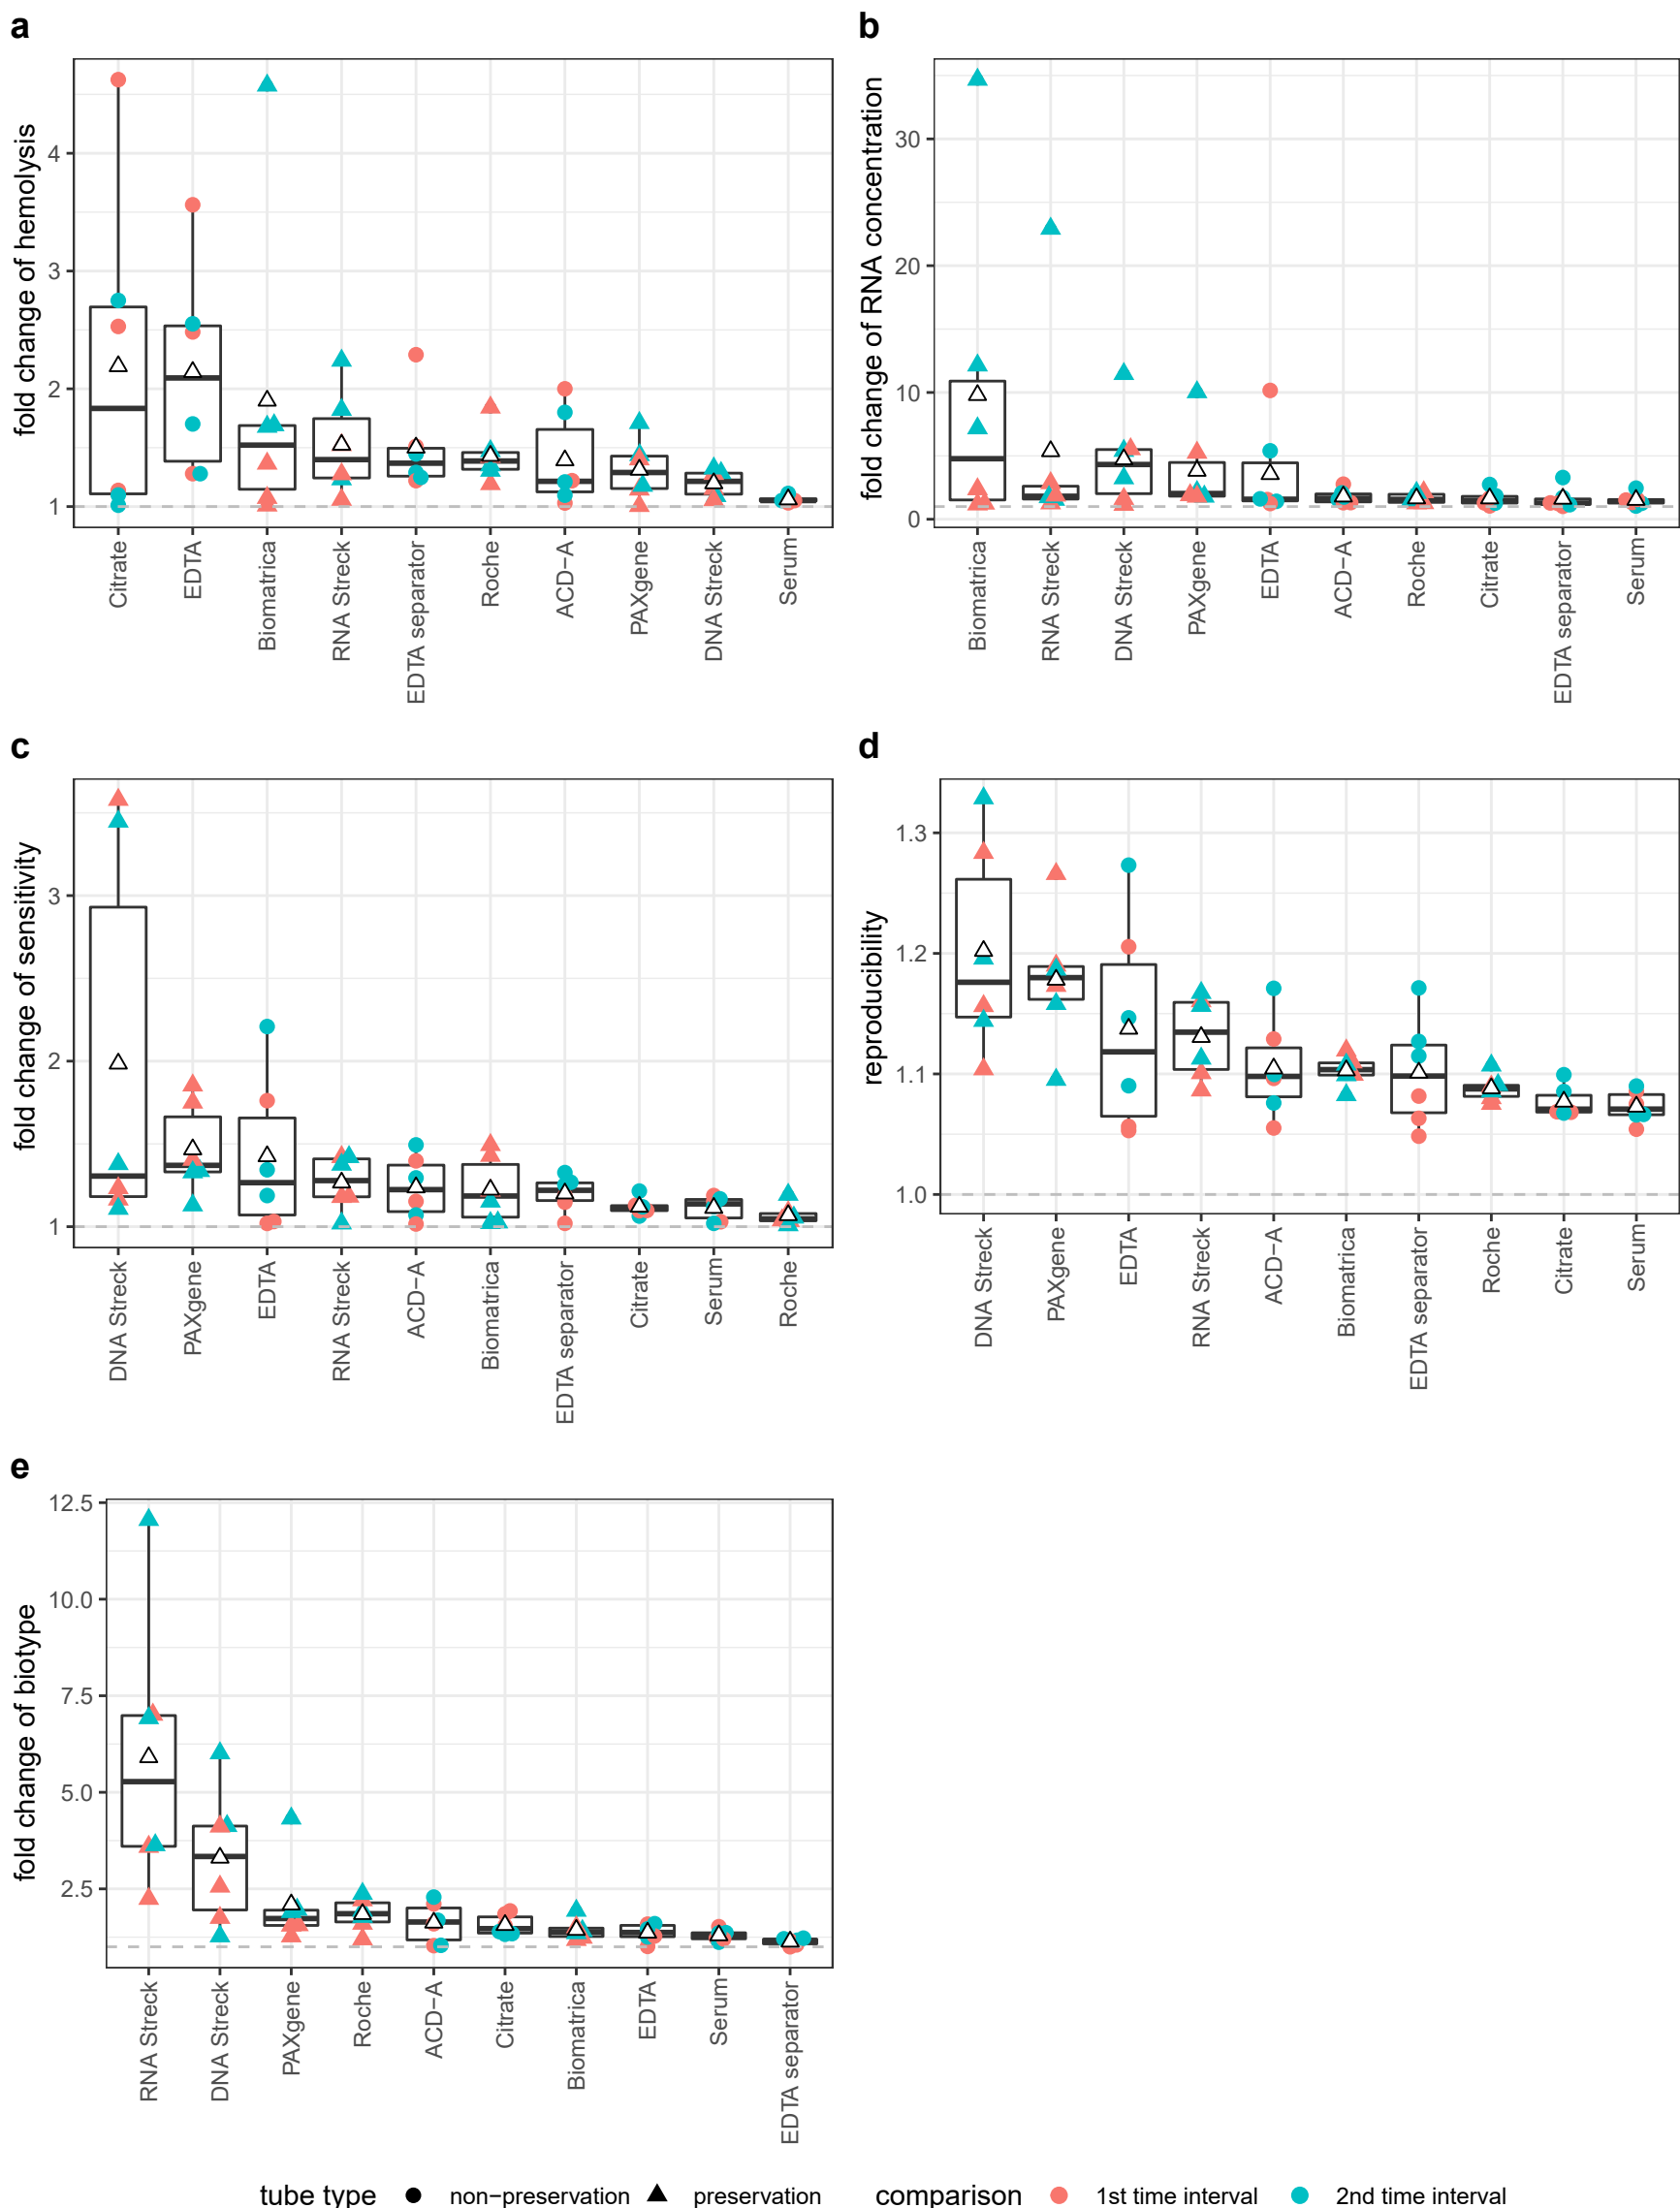 a
fold change of hemolysis
4
3
2
1
Citrate
EDTA
Biomatrica
RNA Streck
EDTA separator
Roche
ACD−A
PAXgene
DNA Streck
Serum
b
fold change of RNA concentration
30
20
10
0
Biomatrica
RNA Streck
DNA Streck
PAXgene
EDTA
ACD−A
Roche
Citrate
EDTA separator
Serum
c
fold change of sensitivity
3
2
1
DNA Streck
PAXgene
EDTA
RNA Streck
ACD−A
Biomatrica
EDTA separator
Citrate
Serum
Roche
d
reproducibility
1.3
1.2
1.1
1.0
DNA Streck
PAXgene
EDTA
RNA Streck
ACD−A
Biomatrica
EDTA separator
Roche
Citrate
Serum
e
fold change of biotype
12.5
10.0
7.5
5.0
2.5
RNA Streck
DNA Streck
PAXgene
Roche
ACD−A
Citrate
Biomatrica
EDTA
Serum
EDTA separator
tube type non−preservation preservation comparison 1st time interval 2nd time interval